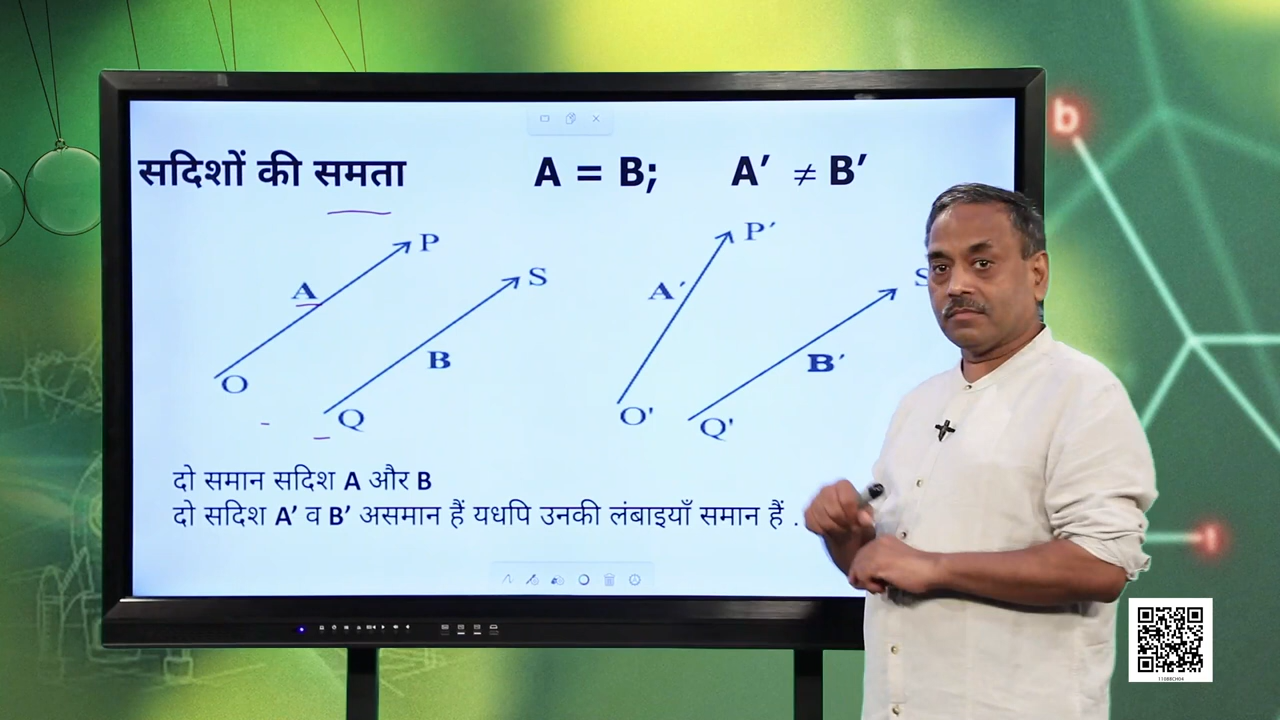 सदिशों की समता A = B; A′ ≠ B′
P
S
A
B
O
Q
P′
S
A′
B′
O'
Q'
दो समान सदिश A और B
दो सदिश A’ व B’ असमान हैं यधपि उनकी लंबाइयाँ समान हैं .
b